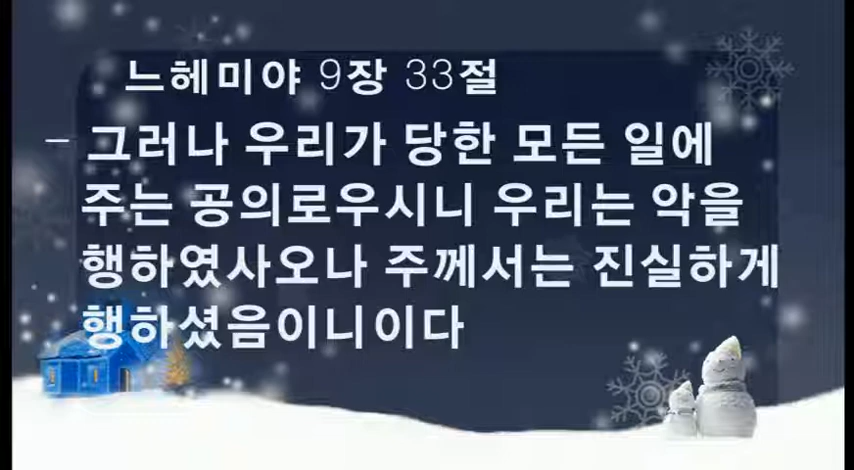 느헤미야 9장 33절
- 그러나 우리가 당한 모든 일에
주는 공의로우시니 우리는 악을
행하였사오나 주께서는 진실하게
행하셨음이니이다